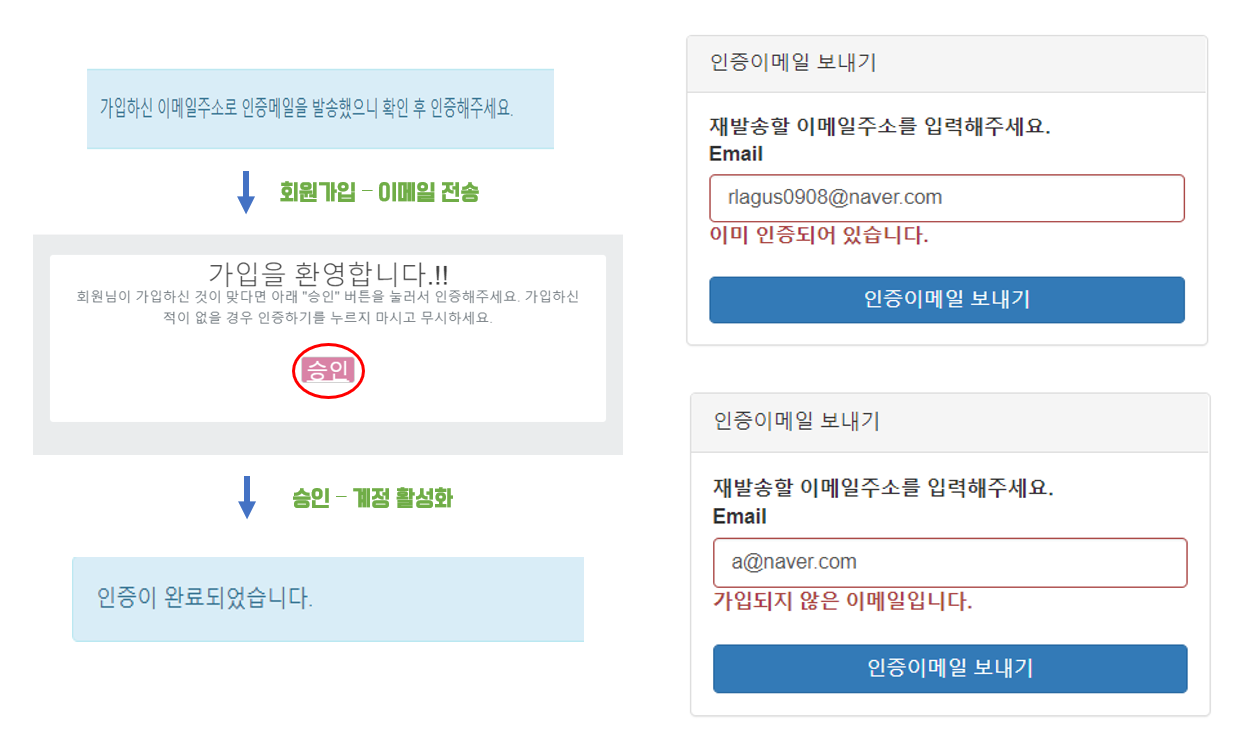 가입하신 이메일주소로 인증메일을 발송했으니 확인 후 인증해주세요.
회원가입 - 이메일 전송
가입을 환영합니다.!!
회원님이 가입하신 것이 맞다면 아래 "승인" 버튼을 눌러서 인증해주세요. 가입하신
적이 없을 경우 인증하기를 누르지 마시고 무시하세요.
승인
승인 - 계정 활성화
인증이 완료되었습니다.
인증이메일 보내기
재발송할 이메일주소를 입력해주세요.
Email
rlagus0908@naver.com
이미 인증되어 있습니다.
인증이메일 보내기
인증이메일 보내기
재발송할 이메일주소를 입력해주세요.
Email
a@naver.com
가입되지 않은 이메일입니다.
인증이메일 보내기